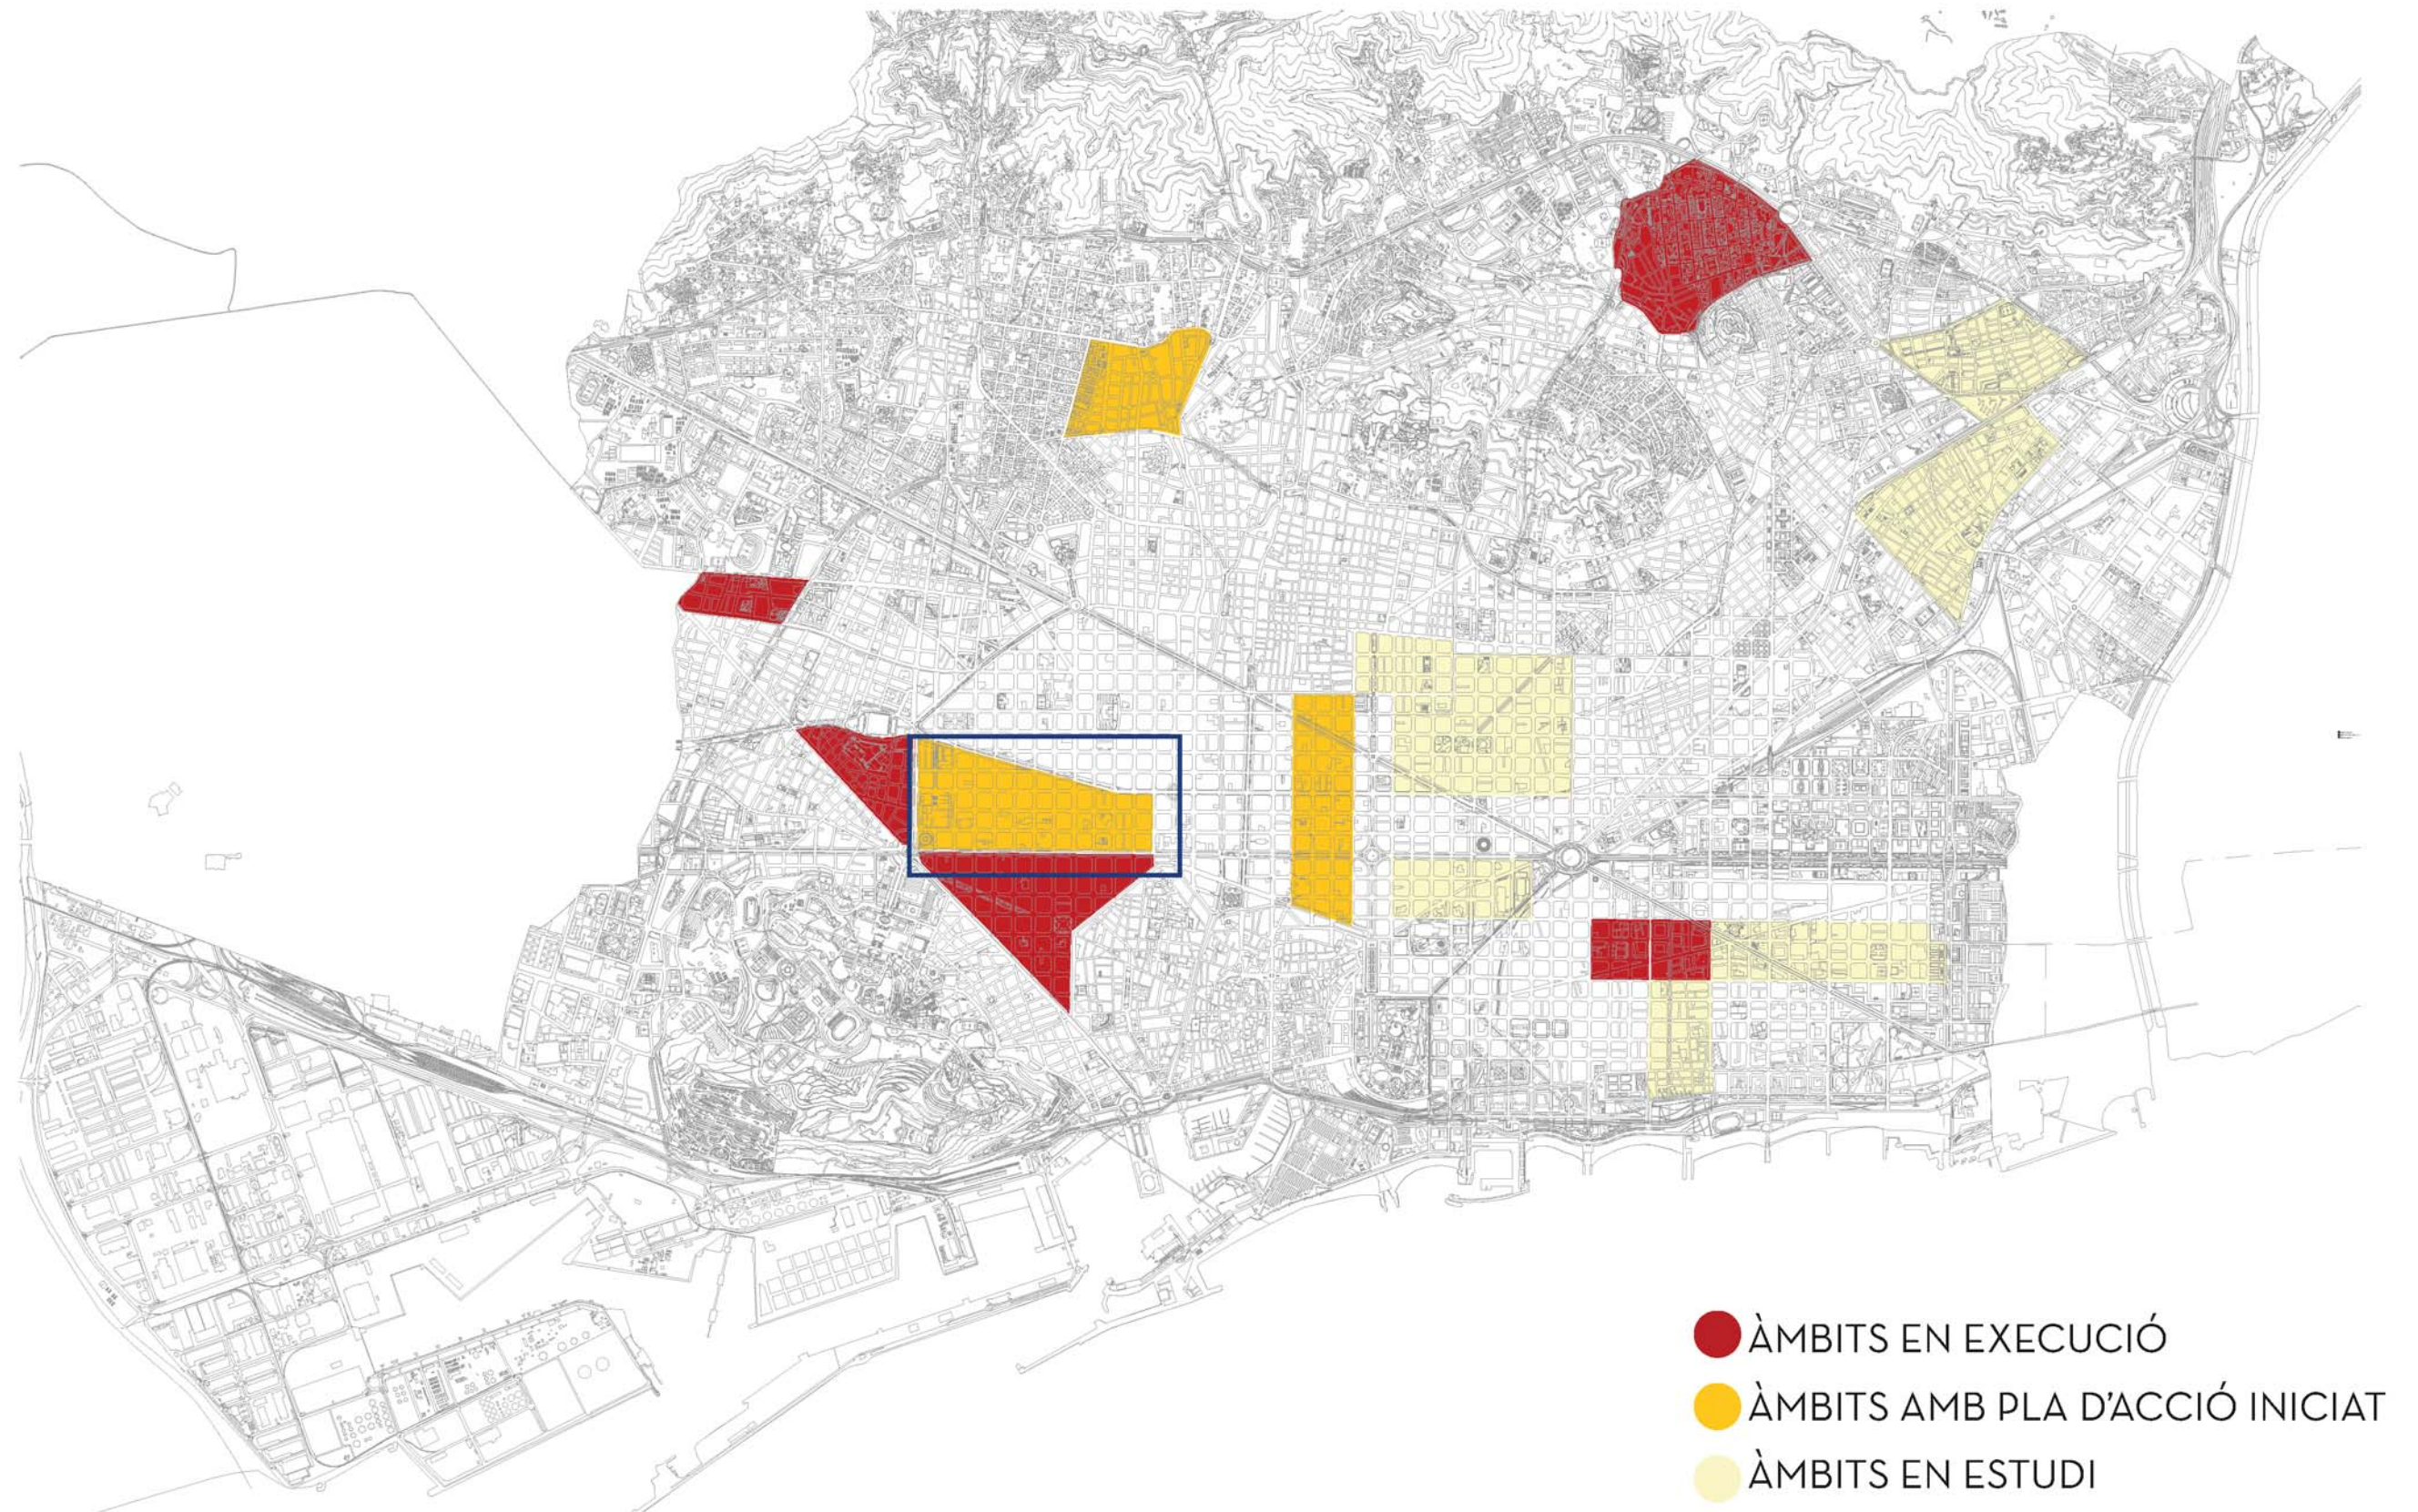 ÀMBITS EN EXECUCIÓ
ÀMBITS AMB PLA D'ACCIÓ INICIAT
ÀMBITS EN ESTUDI